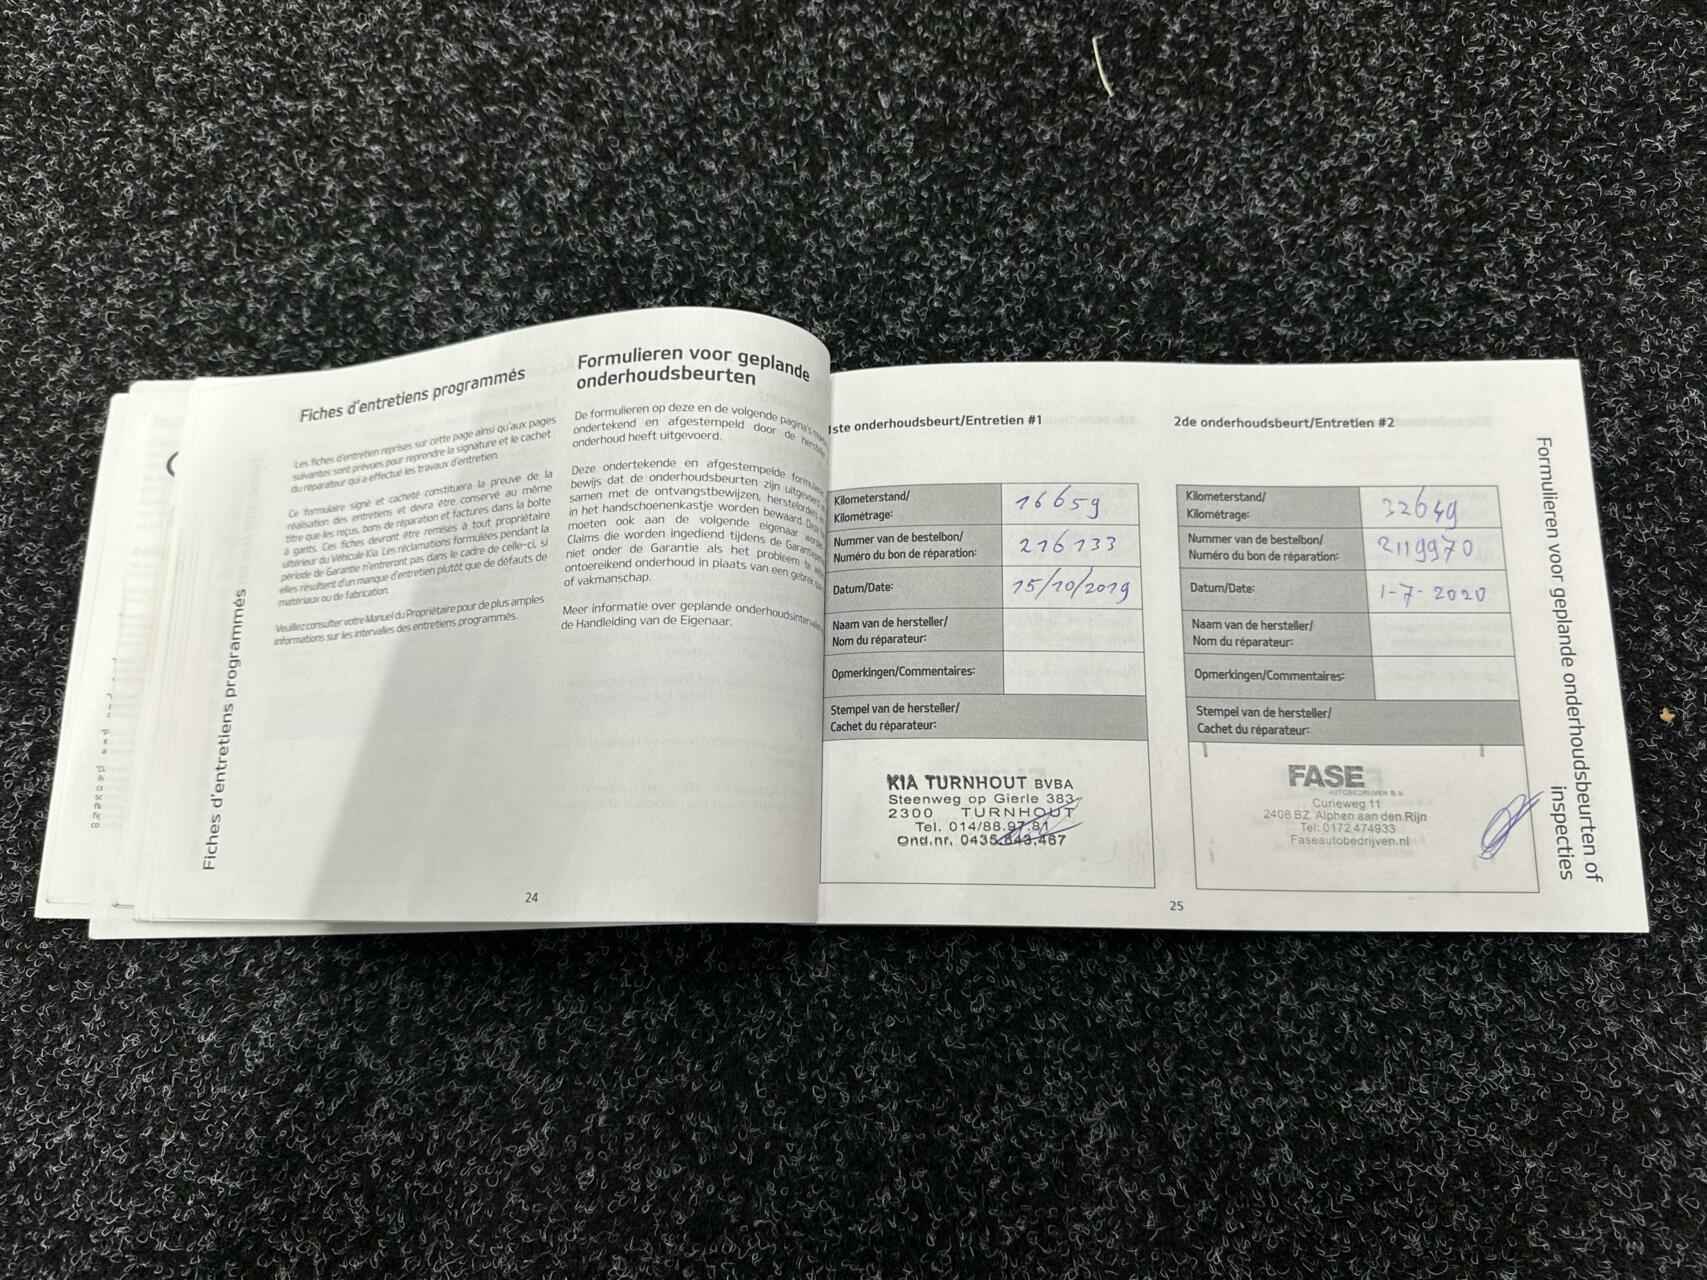 Fiches d'entretiens programmés
Fiches d'entretiens programmés
Les fiches d'entretien reprises sur cette page ainsi qu'aux pages
suivantes sont prévues pour reprendre la signature et le cachet
du réparateur qui a effectué les travaux d'entretien.
Ce formulaire signé et cacheté constituera la preuve de la
réalisation des entretiens et devra être conservé au même
titre que les reçus, bons de réparation et factures dans la boîte
à gants. Ces fiches devront être remises à tout propriétaire
ultérieur du Véhicule Kia. Les réclamations formulées pendant la
période de Garantie n'entreront pas dans le cadre de celle-ci, si
elles résultent d'un manque d'entretien plutôt que de défauts de
matériaux ou de fabrication.
Veuillez consulter votre Manuel du Propriétaire pour de plus amples
informations sur les intervalles des entretiens programmés.
Formulieren voor geplande
onderhoudsbeurten
De formulieren op deze en de volgende pagina's
ondertekend en afgestempeld door de
onderhoud heeft uitgevoerd.
Deze ondertekende en afgestempelde
bewijs dat de onderhoudsbeurten zijn
samen met de ontvangstbewijzen,
in het handschoenenkastje worden bewaard.
moeten ook aan de volgende eigenaar
Claims die worden ingediend tijdens de
niet onder de Garantie als het probleem
ontoereikend onderhoud in plaats van een
of vakmanschap.
Meer informatie over geplande
de Handleiding van de Eigenaar.
24
1ste onderhoudsbeurt/Entretien #1
Kilometerstand/
Kilométrage: 16659
Nummer van de bestelbon/
Numéro du bon de réparation: 216133
Datum/Date: 15/10/2019
Naam van de hersteller/
Nom du réparateur:
Opmerkingen/Commentaires:
Stempel van de hersteller/
Cachet du réparateur:
KIA TURNHOUT BVBA
Steenweg op Gierle 383
2300 TURNHOUT
Tel. 014/88.97.81
Ond.nr. 0435.843.467
2de onderhoudsbeurt/Entretien #2
Kilometerstand/
Kilométrage: 32649
Nummer van de bestelbon/
Numéro du bon de réparation: 2119970
Datum/Date: 1-7-2020
Naam van de hersteller/
Nom du réparateur:
Opmerkingen/Commentaires:
Stempel van de hersteller/
Cachet du réparateur:
FASE
AUTOBEDRIJVEN B.V.
Curieweg 11
2408 BZ Alphen aan den Rijn
Tel: 0172 474933
Faseautobedrijven.nl
25
Formulieren voor geplande onderhoudsbeurten of
inspecties